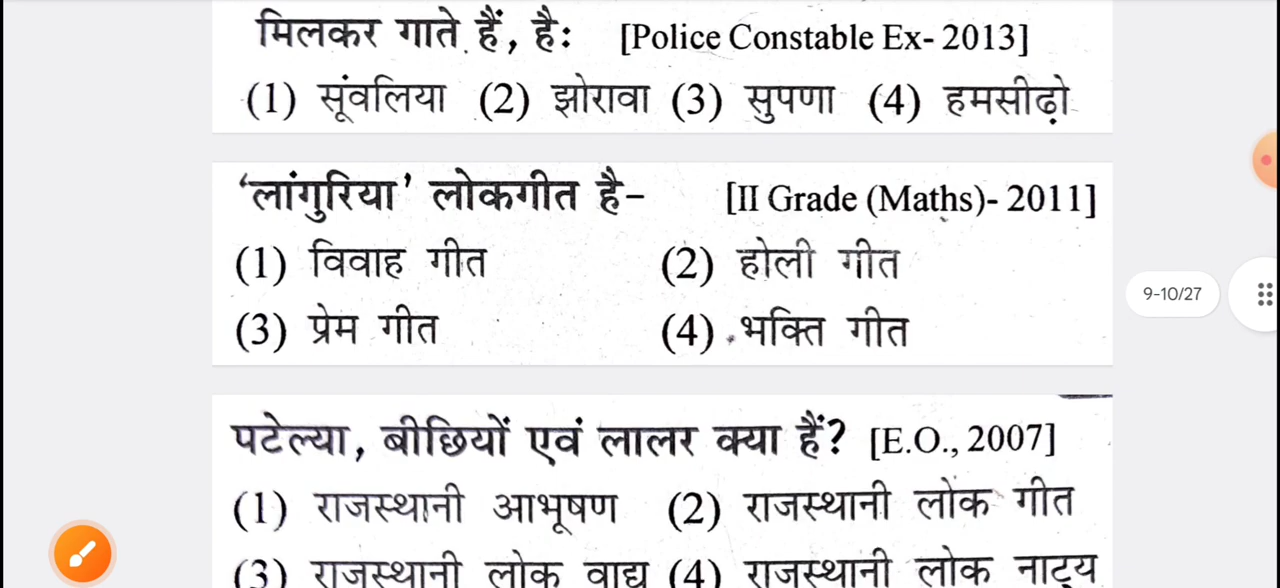 मिलकर गाते हैं, है: [Police Constable Ex- 2013]
(1) सूंवलिया (2) झोरावा (3) सुपणा (4) हमसीढ़ो
‘लांगुरिया’ लोकगीत है- [II Grade (Maths)- 2011]
(1) विवाह गीत (2) होली गीत
(3) प्रेम गीत (4) भक्ति गीत
9-10/27
पटेल्या, बीछियों एवं लालर क्या हैं? [E.O., 2007]
(1) राजस्थानी आभूषण (2) राजस्थानी लोक गीत
(3) राजस्थानी लोक वाद्य (4) राजस्थानी लोक नाट्य